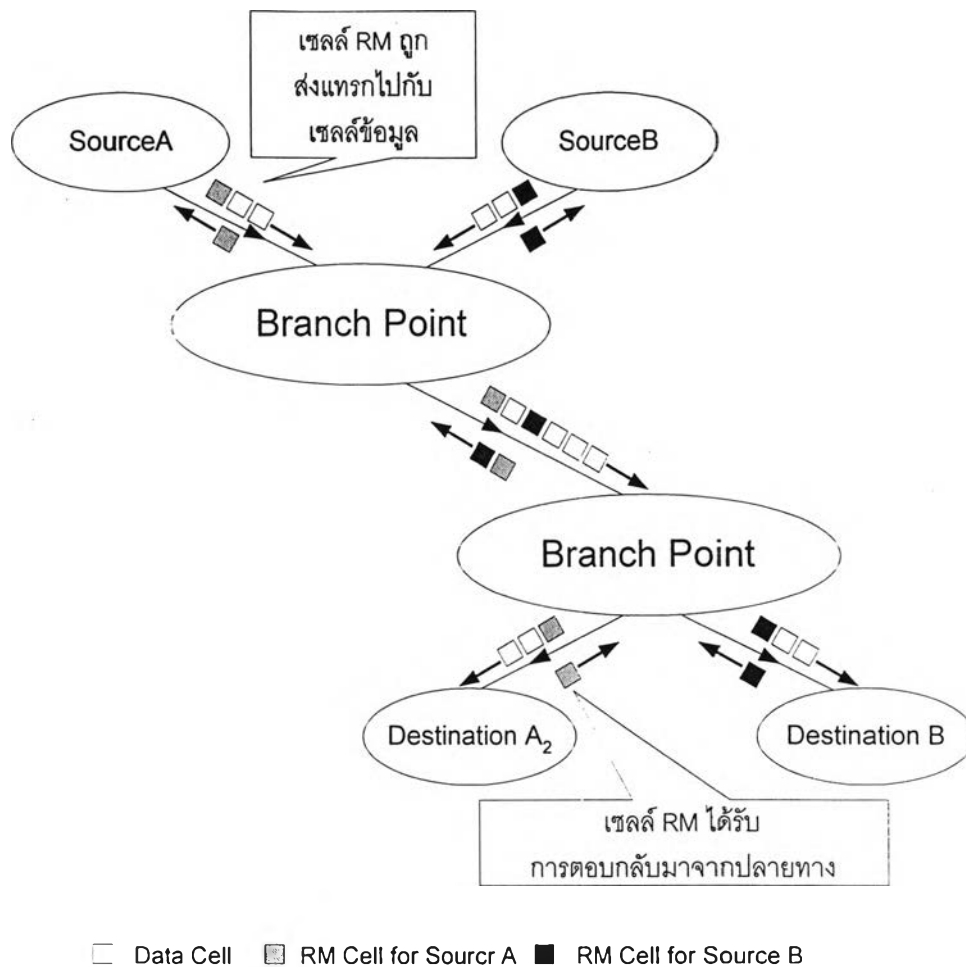 เซลล์ RM ถูก
ส่งแทรกไปกับ
เซลล์ข้อมูล
SourceA
SourceB
Branch Point
Branch Point
Destination A₂
Destination B
เซลล์ RM ได้รับ
การตอบกลับมาจากปลายทาง
Data Cell RM Cell for Sourcr A RM Cell for Source B